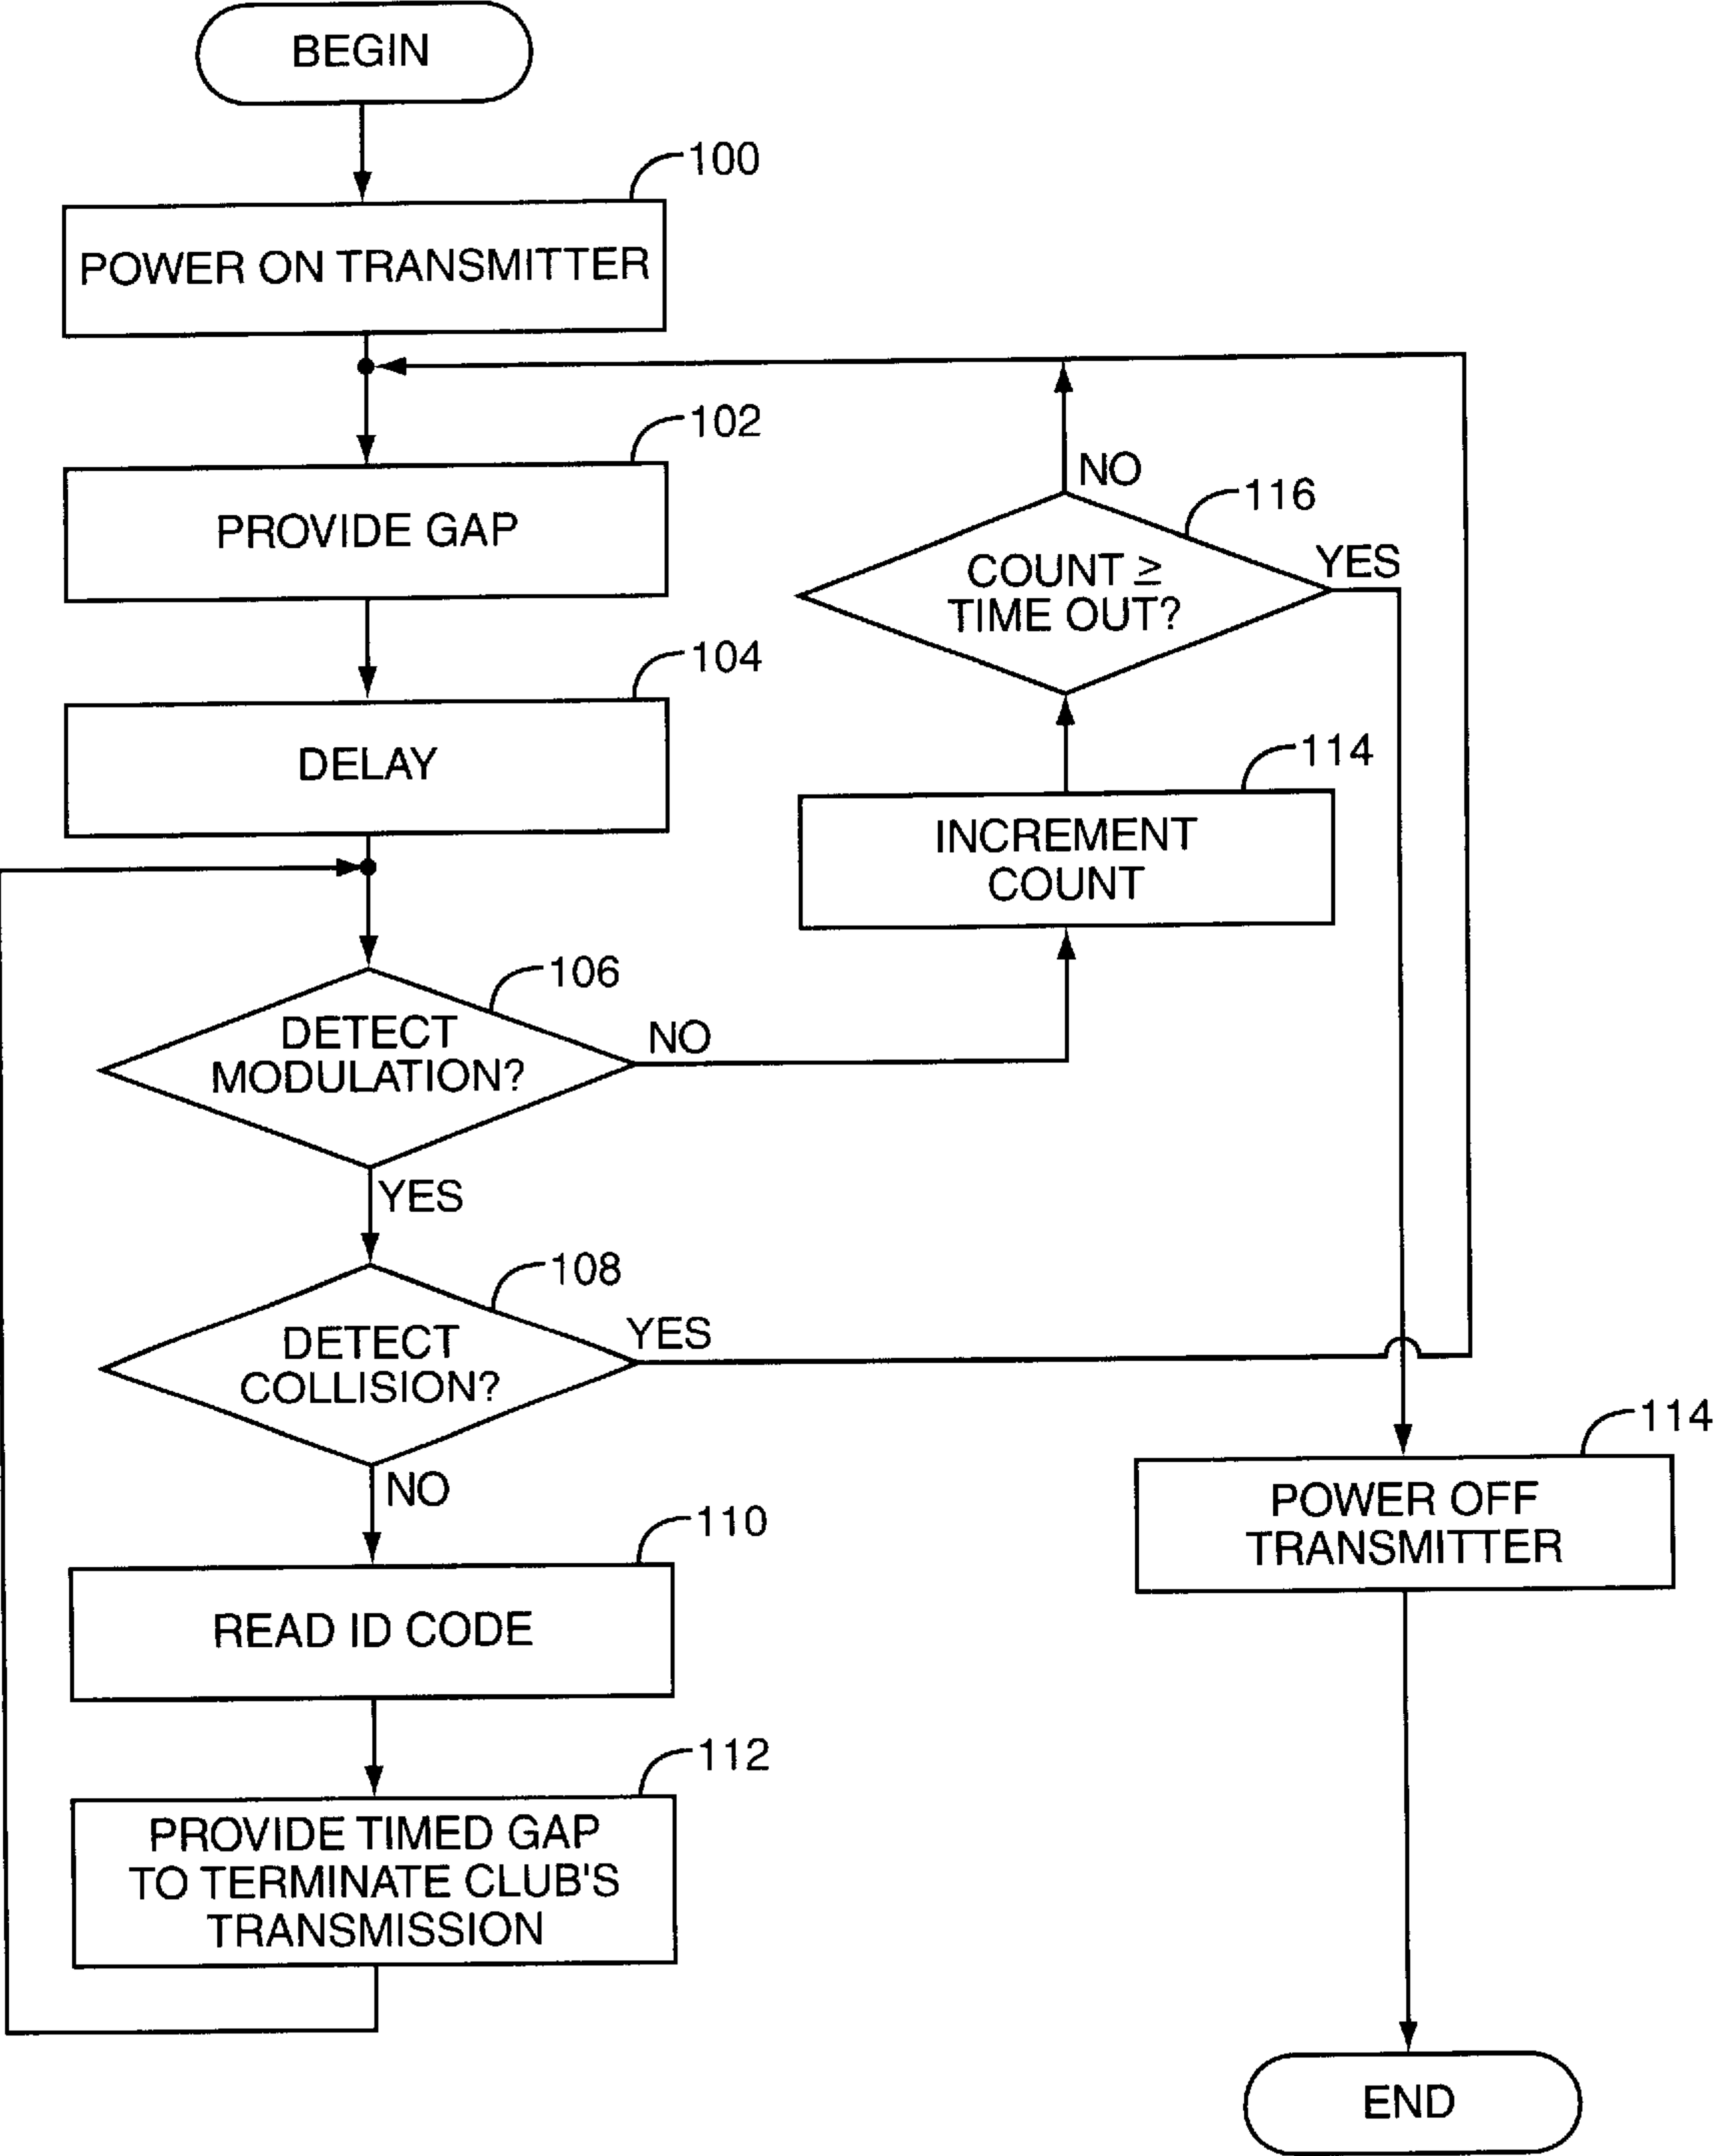 BEGIN
100
POWER ON TRANSMITTER
102
PROVIDE GAP
NO
116
COUNT ≥
TIME OUT?
YES
104
DELAY
114
INCREMENT
COUNT
106
DETECT
MODULATION?
NO
YES
108
DETECT
COLLISION?
YES
NO
114
POWER OFF
TRANSMITTER
110
READ ID CODE
112
PROVIDE TIMED GAP
TO TERMINATE CLUB'S
TRANSMISSION
END